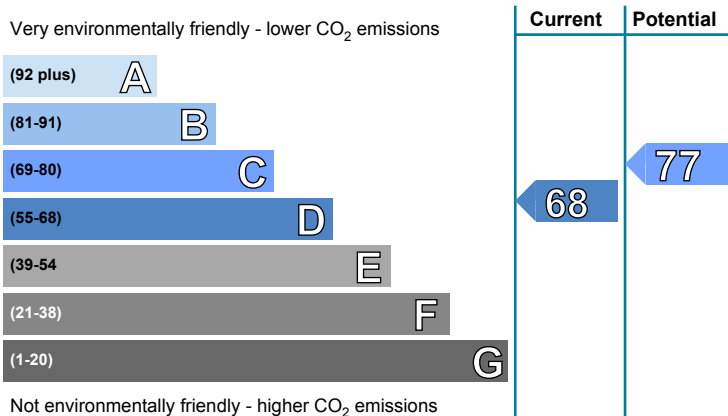 Very environmentally friendly - lower CO2 emissions
Current
Potential
(92 plus) A
(81-91) B
(69-80) C
(55-68) D
(39-54 E
(21-38) F
(1-20) G
68
77
Not environmentally friendly - higher CO2 emissions